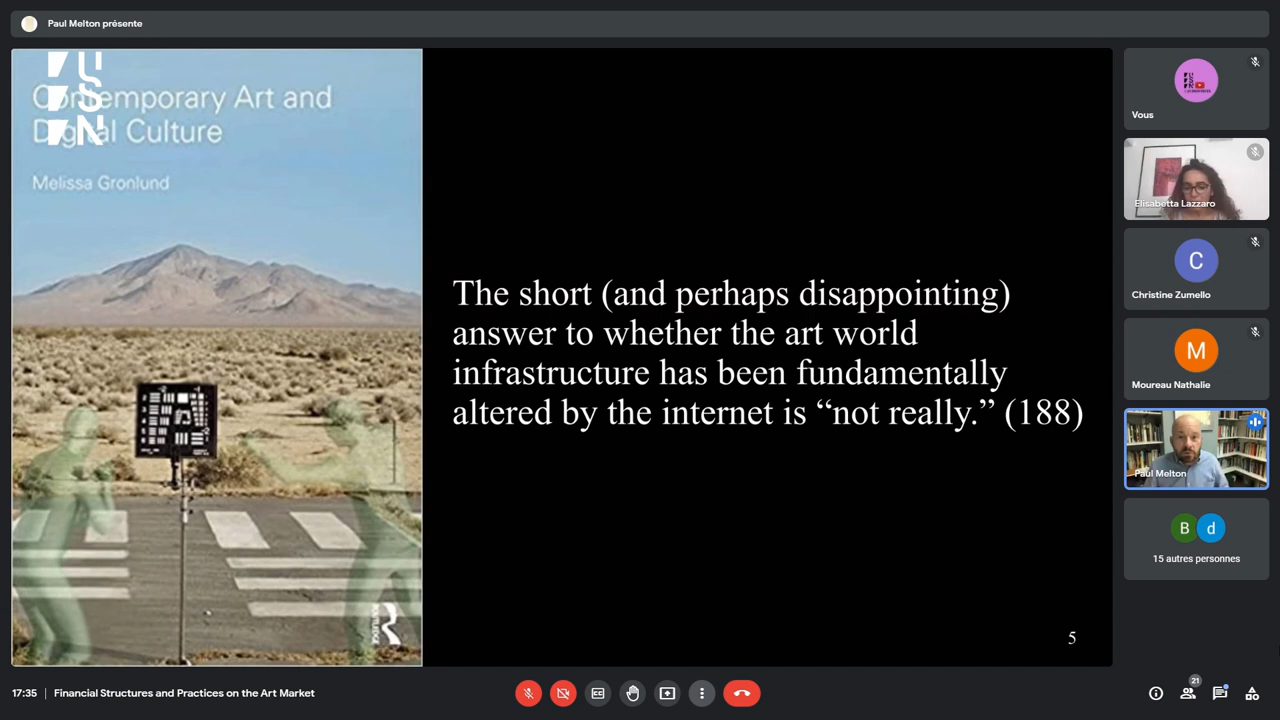 Paul Melton présente
USN
Contemporary Art and
Digital Culture
Melissa Gronlund
ROUTLEDGE
The short (and perhaps disappointing)
answer to whether the art world
infrastructure has been fundamentally
altered by the internet is “not really.” (188)
5
Vous
Elisabetta Lazzaro
C
Christine Zumello
M
Moureau Nathalie
Paul Melton
B
d
15 autres personnes
17:35 | Financial Structures and Practices on the Art Market
CC
21